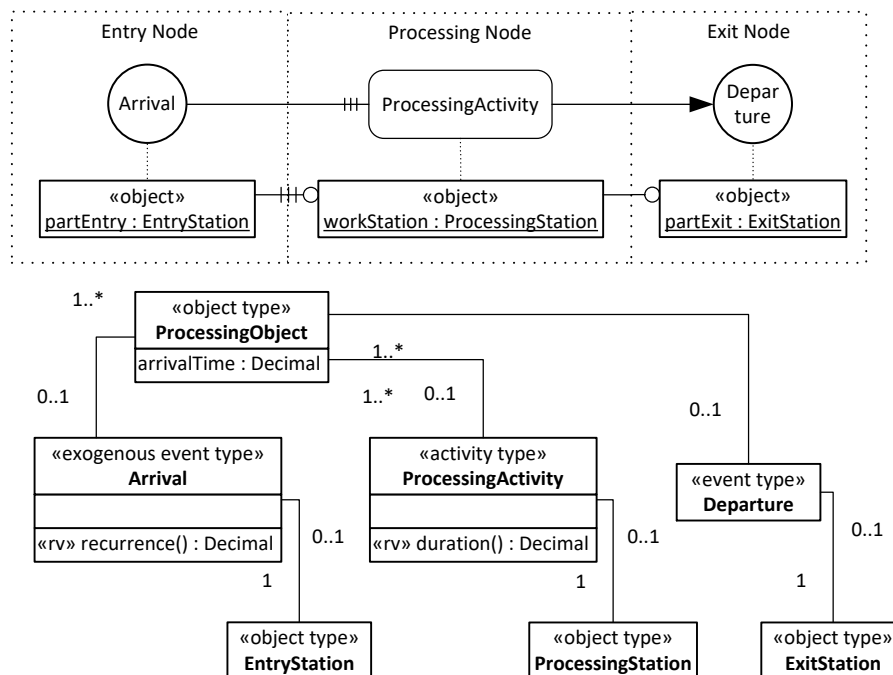 Entry Node
Processing Node
Exit Node
Arrival
ProcessingActivity
Depar
ture
«object»
partEntry : EntryStation
«object»
workStation : ProcessingStation
«object»
partExit : ExitStation
1..*
«object type»
ProcessingObject
arrivalTime : Decimal
1..*
0..1
1..*
0..1
0..1
«exogenous event type»
Arrival
«rv» recurrence() : Decimal
«activity type»
ProcessingActivity
«rv» duration() : Decimal
«event type»
Departure
0..1
0..1
0..1
1
1
1
«object type»
EntryStation
«object type»
ProcessingStation
«object type»
ExitStation